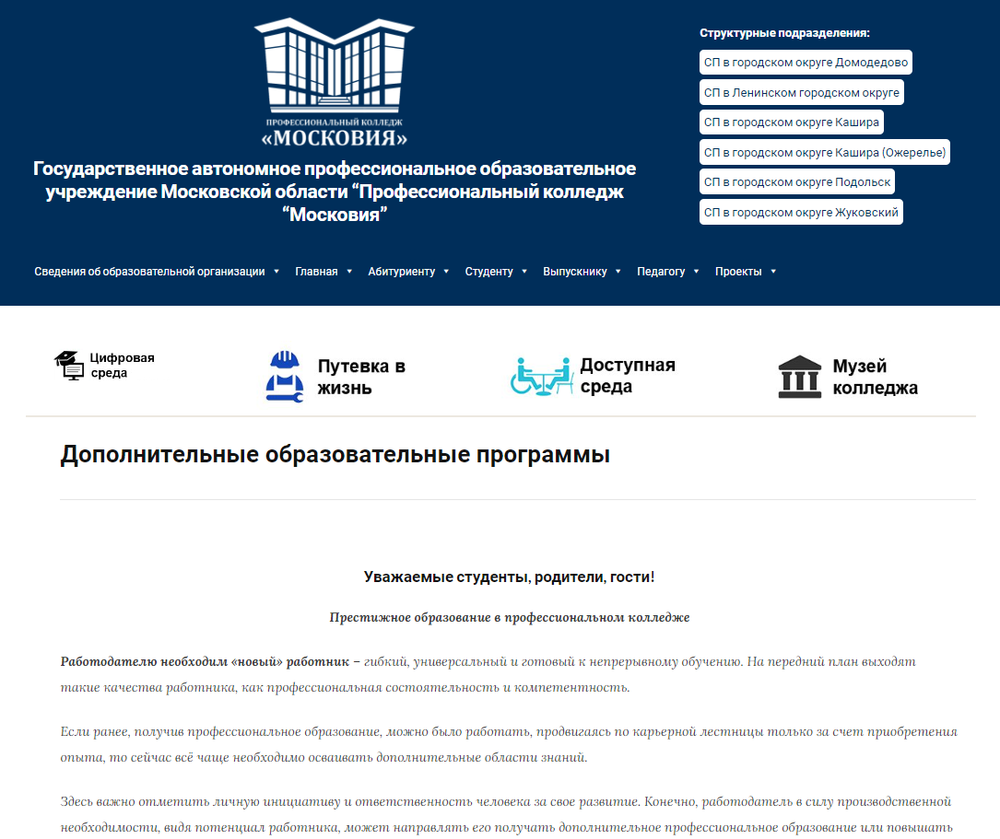 ПРОФЕССИОНАЛЬНЫЙ КОЛЛЕДЖ
«МОСКОВИЯ»
Государственное автономное профессиональное образовательное
учреждение Московской области “Профессиональный колледж
“Московия”
Структурные подразделения:
СП в городском округе Домодедово
СП в Ленинском городском округе
СП в городском округе Кашира
СП в городском округе Кашира (Ожерелье)
СП в городском округе Подольск
СП в городском округе Жуковский
Сведения об образовательной организации Главная Абитуриенту Студенту Выпускнику Педагогу Проекты
Цифровая
среда
Путевка в
жизнь
Доступная
среда
Музей
колледжа
Дополнительные образовательные программы
Уважаемые студенты, родители, гости!
Престижное образование в профессиональном колледже
Работодателю необходим «новый» работник – гибкий, универсальный и готовый к непрерывному обучению. На передний план выходят
такие качества работника, как профессиональная состоятельность и компетентность.
Если ранее, получив профессиональное образование, можно было работать, продвигаясь по карьерной лестницы только за счет приобретения
опыта, то сейчас всё чаще необходимо осваивать дополнительные области знаний.
Здесь важно отметить личную инициативу и ответственность человека за свое развитие. Конечно, работодатель в силу производственной
необходимости, видя потенциал работника, может направлять его получать дополнительное профессиональное образование или повышать